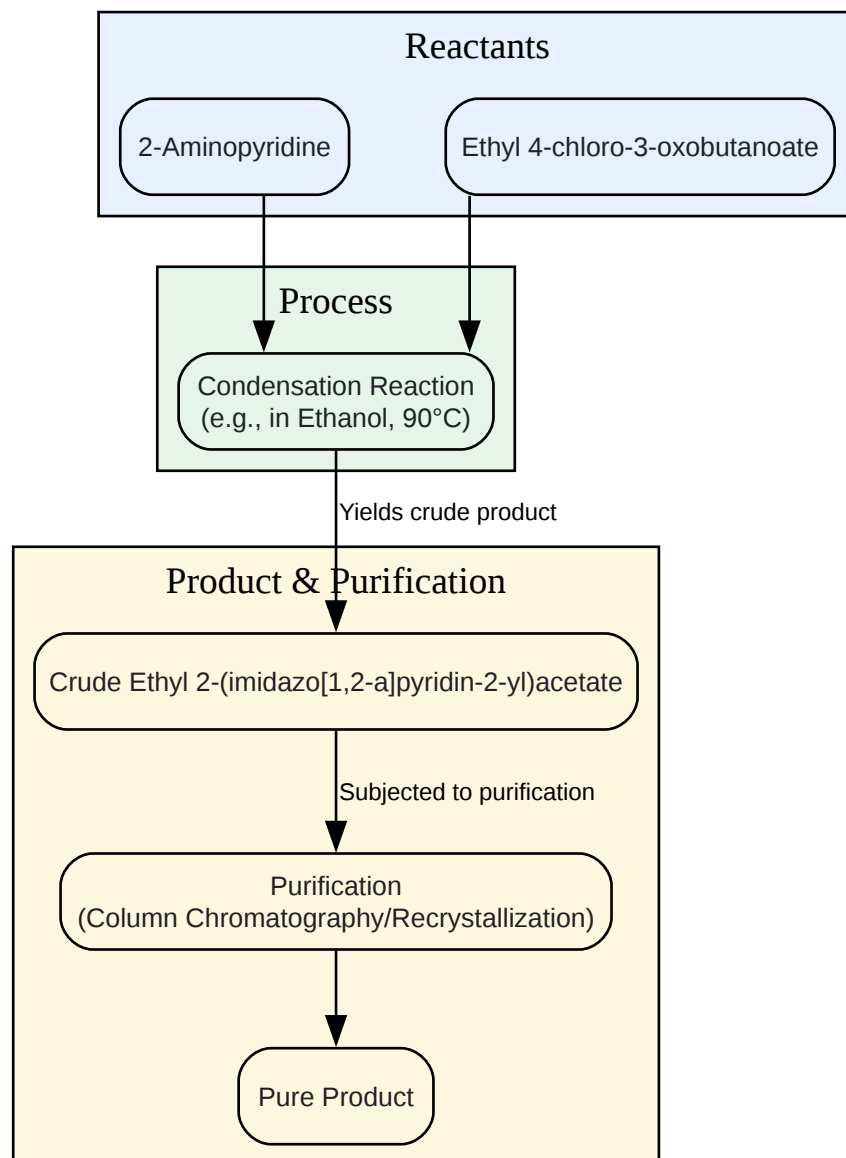 Reactants
2-Aminopyridine
Ethyl 4-chloro-3-oxobutanoate
Process
Condensation Reaction
(e.g., in Ethanol, 90°C)
Yields crude product
Product & Purification
Crude Ethyl 2-(imidazo[1,2-a]pyridin-2-yl)acetate
Subjected to purification
Purification
(Column Chromatography/Recrystallization)
Pure Product